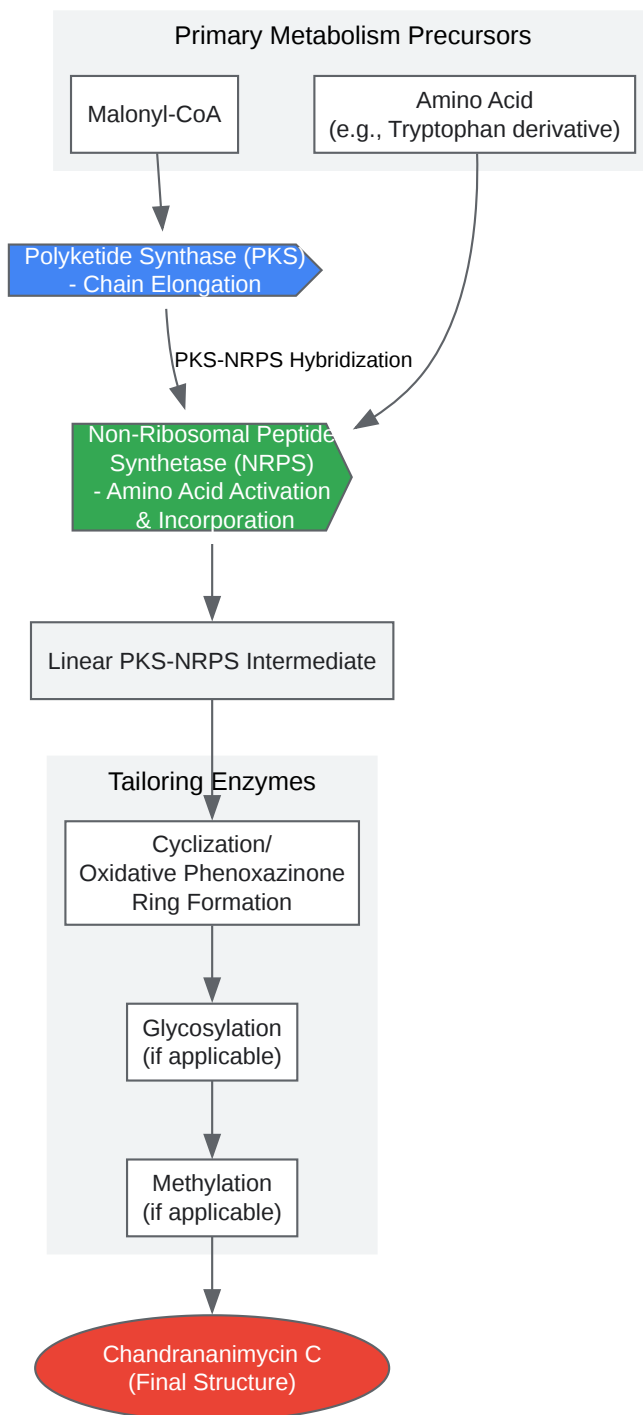 Primary Metabolism Precursors
Malonyl-CoA
Amino Acid
(e.g., Tryptophan derivative)
Polyketide Synthase (PKS)
- Chain Elongation
PKS-NRPS Hybridization
Non-Ribosomal Peptide
Synthetase (NRPS)
- Amino Acid Activation
& Incorporation
Linear PKS-NRPS Intermediate
Tailoring Enzymes
Cyclization/
Oxidative Phenoxazinone
Ring Formation
Glycosylation
(if applicable)
Methylation
(if applicable)
Chandrananimycin C
(Final Structure)